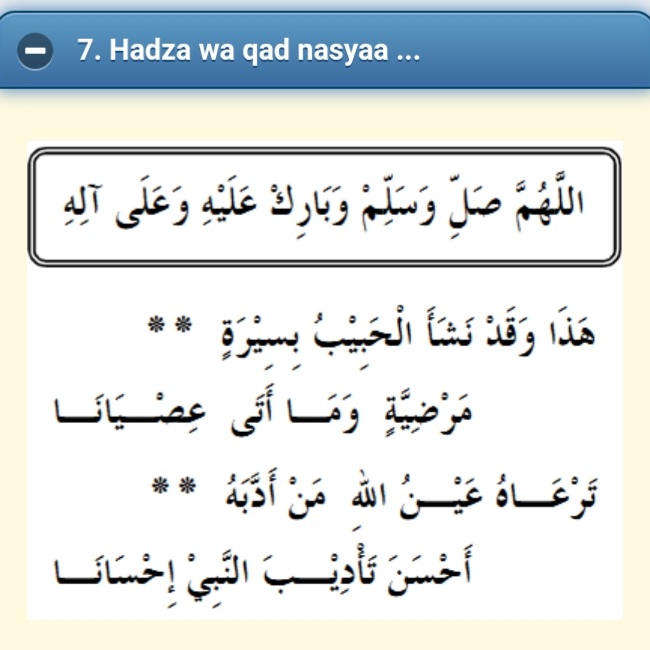 7. Hadza wa qad nasyaa ...
اللَّهُمَّ صَلِّ وَسَلِّمْ وَبَارِكْ عَلَيْهِ وَعَلَى آلِهِ
هَذَا وَقَدْ نَشَأَ الْحَبِيْبُ بِسِيْرَةٍ **
مَرْضِيَّةٍ وَمَـــا أَتَى عِصْــيَانَـــا
تَرْعَـــاهُ عَيْـــنُ اللهِ مَنْ أَدَّبَهُ **
أَحْسَنَ تَأْدِيْـــبَ النَّبِيْ إِحْسَانَـــا